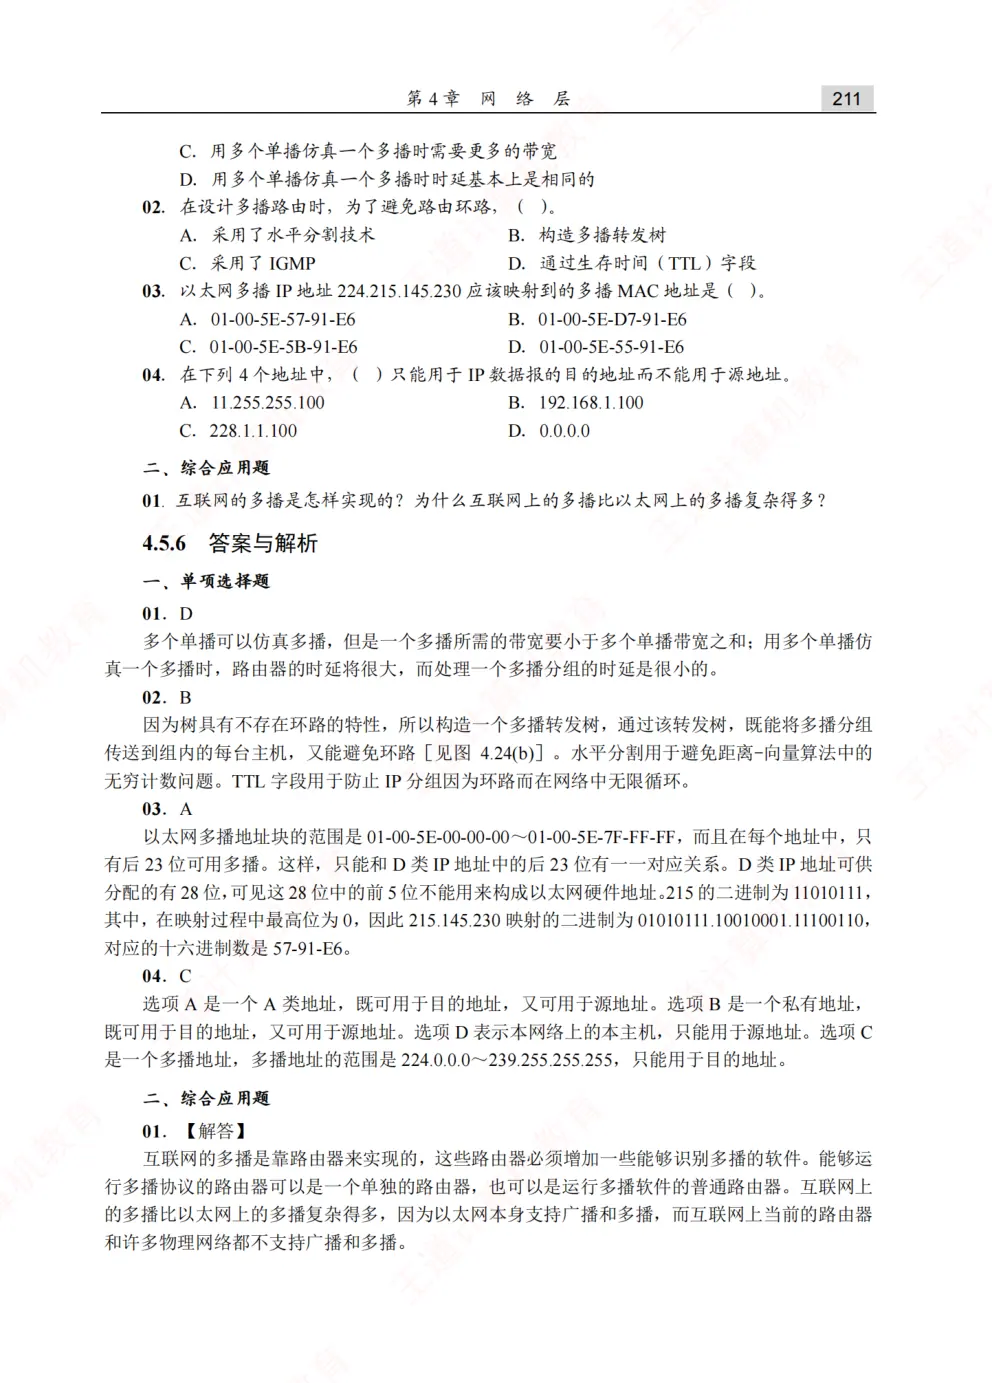 第4章 网 络 层 211
C. 用多个单播仿真一个多播时需要更多的带宽
D. 用多个单播仿真一个多播时时延基本上是相同的
02. 在设计多播路由时，为了避免路由环路，（ ）。
A. 采用了水平分割技术 B. 构造多播转发树
C. 采用了 IGMP D. 通过生存时间（TTL）字段
03. 以太网多播 IP 地址 224.215.145.230 应该映射到的多播 MAC 地址是（ ）。
A. 01-00-5E-57-91-E6 B. 01-00-5E-D7-91-E6
C. 01-00-5E-5B-91-E6 D. 01-00-5E-55-91-E6
04. 在下列 4 个地址中，（ ）只能用于 IP 数据报的目的地址而不能用于源地址。
A. 11.255.255.100 B. 192.168.1.100
C. 228.1.1.100 D. 0.0.0.0
二、综合应用题
01. 互联网的多播是怎样实现的？为什么互联网上的多播比以太网上的多播复杂得多？
4.5.6 答案与解析
一、单项选择题
01. D
多个单播可以仿真多播，但是一个多播所需的带宽要小于多个单播带宽之和；用多个单播仿
真一个多播时，路由器的时延将很大，而处理一个多播分组的时延是很小的。
02. B
因为树具有不存在环路的特性，所以构造一个多播转发树，通过该转发树，既能将多播分组
传送到组内的每台主机，又能避免环路［见图 4.24(b)］。水平分割用于避免距离-向量算法中的
无穷计数问题。TTL 字段用于防止 IP 分组因为环路而在网络中无限循环。
03. A
以太网多播地址块的范围是 01-00-5E-00-00-00～01-00-5E-7F-FF-FF，而且在每个地址中，只
有后 23 位可用多播。这样，只能和 D 类 IP 地址中的后 23 位有一一对应关系。D 类 IP 地址可供
分配的有 28 位，可见这 28 位中的前 5 位不能用来构成以太网硬件地址。215 的二进制为 11010111，
其中，在映射过程中最高位为 0，因此 215.145.230 映射的二进制为 01010111.10010001.11100110，
对应的十六进制数是 57-91-E6。
04. C
选项 A 是一个 A 类地址，既可用于目的地址，又可用于源地址。选项 B 是一个私有地址，
既可用于目的地址，又可用于源地址。选项 D 表示本网络上的本主机，只能用于源地址。选项 C
是一个多播地址，多播地址的范围是 224.0.0.0～239.255.255.255，只能用于目的地址。
二、综合应用题
01. 【解答】
互联网的多播是靠路由器来实现的，这些路由器必须增加一些能够识别多播的软件。能够运
行多播协议的路由器可以是一个单独的路由器，也可以是运行多播软件的普通路由器。互联网上
的多播比以太网上的多播复杂得多，因为以太网本身支持广播和多播，而互联网上当前的路由器
和许多物理网络都不支持广播和多播。